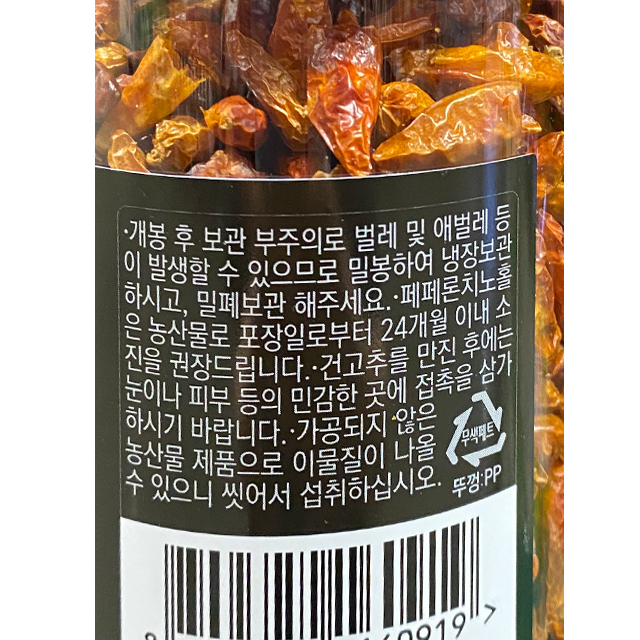 ·개봉 후 보관 부주의로 벌레 및 애벌레 등
이 발생할 수 있으므로 밀봉하여 냉장보관
하시고, 밀폐보관 해주세요.·페페론치노홀
은 농산물로 포장일로부터 24개월 이내 소
진을 권장드립니다.·건고추를 만진 후에는
눈이나 피부 등의 민감한 곳에 접촉을 삼가
하시기 바랍니다.·가공되지 않은
농산물 제품으로 이물질이 나올
수 있으니 씻어서 섭취하십시오.
무색페트
뚜껑:PP